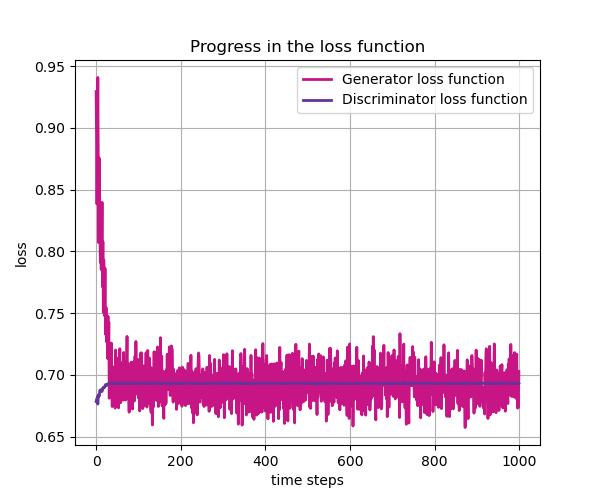 Progress in the loss function
0.95
0.90
0.85
0.80
0.75
0.70
0.65
loss
Generator loss function
Discriminator loss function
0
200
400
600
800
1000
time steps